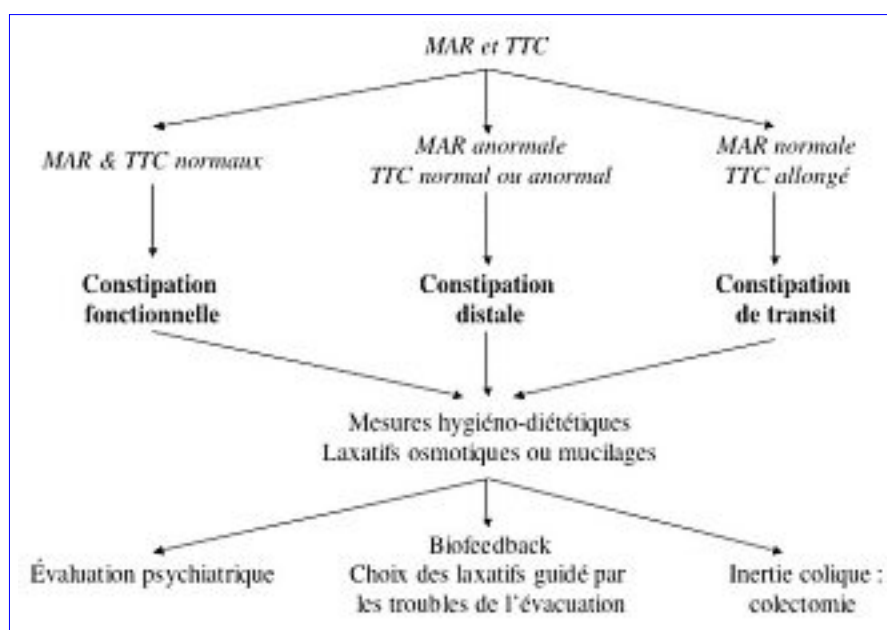 MAR et TTC
MAR & TTC normaux
MAR anormale
TTC normal ou anormal
MAR normale
TTC allongé
Constipation
fonctionnelle
Constipation
distale
Constipation
de transit
Mesures hygiéno-diététiques
Laxatifs osmotiques ou mucilages
Évaluation psychiatrique
Biofeedback
Choix des laxatifs guidé par
les troubles de l'évacuation
Inertie colique :
colectomie